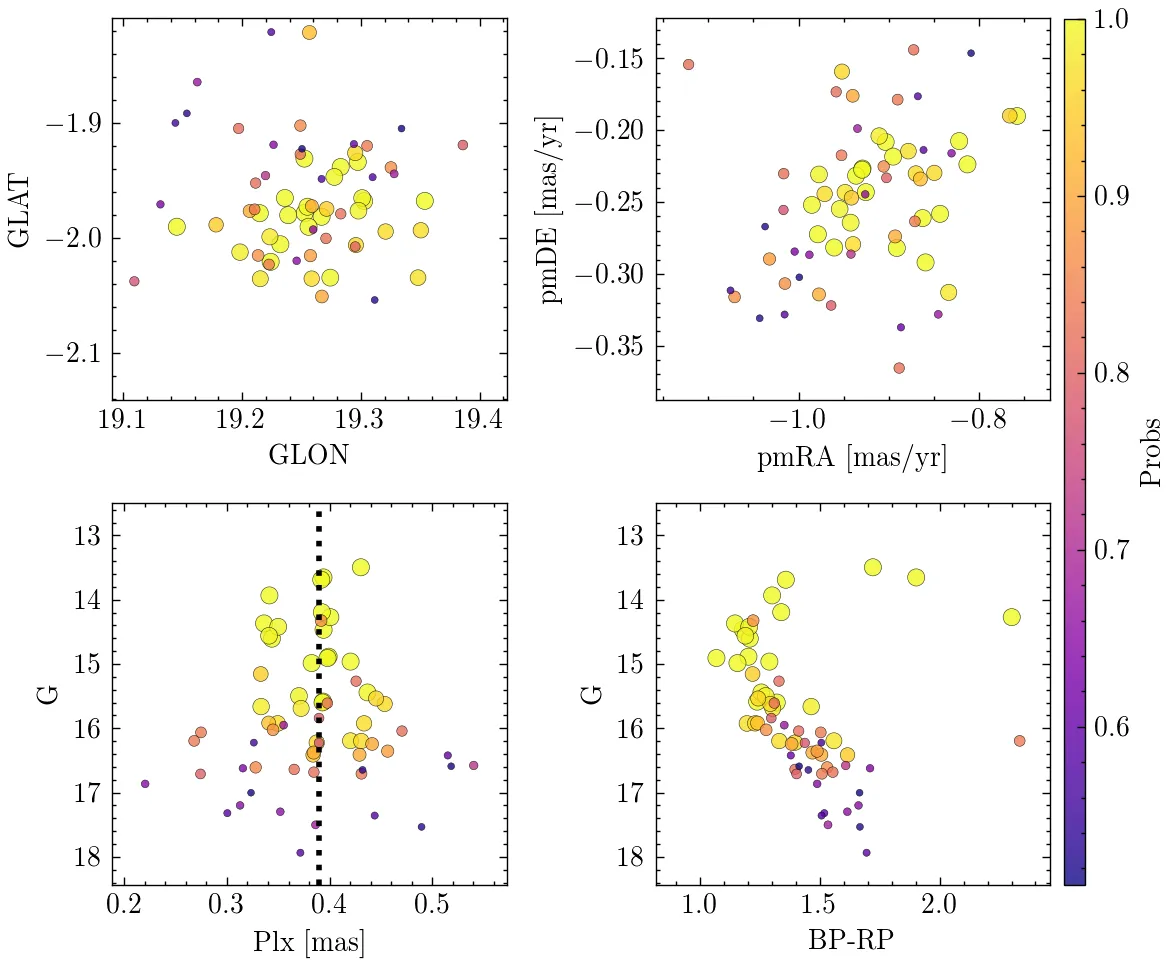 −1.9
−2.0
−2.1
GLAT
19.1 19.2 19.3 19.4
GLON
−0.15
−0.20
−0.25
−0.30
−0.35
pmDE [mas/yr]
−1.0 −0.8
pmRA [mas/yr]
13
14
15
16
17
18
G
0.2 0.3 0.4 0.5
Plx [mas]
13
14
15
16
17
18
G
1.0 1.5 2.0
BP-RP
1.0
0.9
0.8
0.7
0.6
Probs